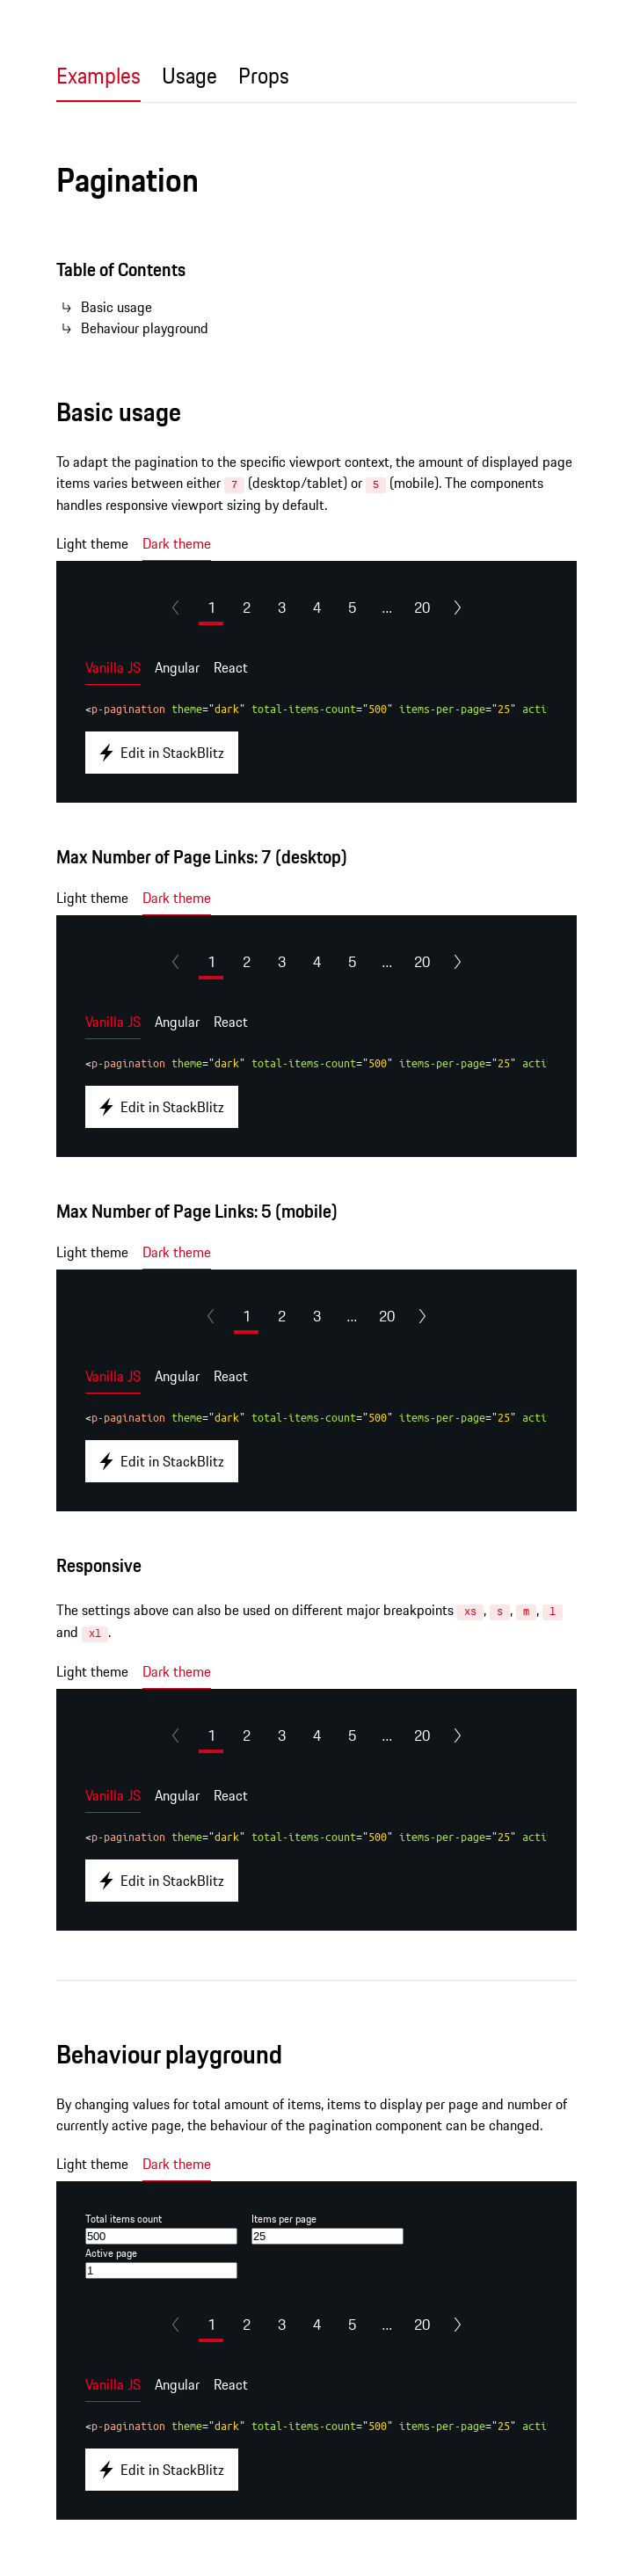 Examples Usage Props
Pagination
Table of Contents
Basic usage
Behaviour playground
Basic usage
To adapt the pagination to the specific viewport context, the amount of displayed page
items varies between either 7 (desktop/tablet) or 5 (mobile). The components
handles responsive viewport sizing by default.
Light theme Dark theme
1 2 3 4 5 ... 20
Vanilla JS Angular React
<p-pagination theme="dark" total-items-count="500" items-per-page="25" acti
Edit in StackBlitz
Max Number of Page Links: 7 (desktop)
Light theme Dark theme
1 2 3 4 5 ... 20
Vanilla JS Angular React
<p-pagination theme="dark" total-items-count="500" items-per-page="25" acti
Edit in StackBlitz
Max Number of Page Links: 5 (mobile)
Light theme Dark theme
1 2 3 ... 20
Vanilla JS Angular React
<p-pagination theme="dark" total-items-count="500" items-per-page="25" acti
Edit in StackBlitz
Responsive
The settings above can also be used on different major breakpoints xs, s, m, l
and xl.
Light theme Dark theme
1 2 3 4 5 ... 20
Vanilla JS Angular React
<p-pagination theme="dark" total-items-count="500" items-per-page="25" acti
Edit in StackBlitz
Behaviour playground
By changing values for total amount of items, items to display per page and number of
currently active page, the behaviour of the pagination component can be changed.
Light theme Dark theme
Total items count Items per page
500 25
Active page
1
1 2 3 4 5 ... 20
Vanilla JS Angular React
<p-pagination theme="dark" total-items-count="500" items-per-page="25" acti
Edit in StackBlitz